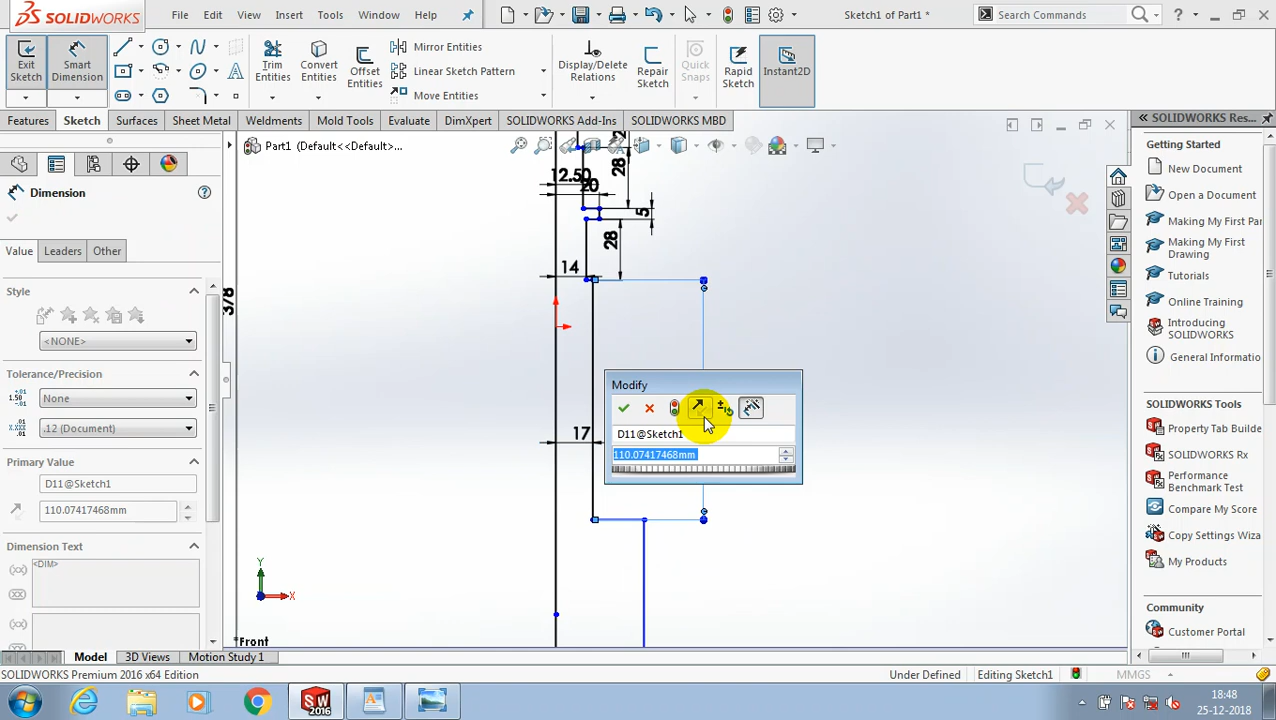 SOLIDWORKS
File
Edit
View
Insert
Tools
Window
Help
Sketch1 of Part1 *
Search Commands
?
Exit Sketch
Smart Dimension
Trim Entities
Convert Entities
Offset Entities
Mirror Entities
Linear Sketch Pattern
Move Entities
Display/Delete Relations
Repair Sketch
Quick Snaps
Rapid Sketch
Instant2D
Features
Sketch
Surfaces
Sheet Metal
Weldments
Mold Tools
Evaluate
DimXpert
SOLIDWORKS Add-Ins
SOLIDWORKS MBD
Part1 (Default<<Default>...
Dimension
Value
Leaders
Other
Style
<NONE>
Tolerance/Precision
None
.12 (Document)
Primary Value
D11@Sketch1
110.07417468mm
Dimension Text
<DIM>
378
12.50
20
28
5
28
14
17
Modify
D11@Sketch1
110.07417468mm
Y
X
*Front
SOLIDWORKS Res...
Getting Started
New Document
Open a Document
Making My First Par
Making My First Drawing
Tutorials
Online Training
Introducing SOLIDWORKS
General Informatio
SOLIDWORKS Tools
Property Tab Builde
SOLIDWORKS Rx
Performance Benchmark Test
Compare My Score
Copy Settings Wiza
My Products
Community
Customer Portal
Model
3D Views
Motion Study 1
SOLIDWORKS Premium 2016 x64 Edition
Under Defined
Editing Sketch1
MMGS
SW 2016
18:48
25-12-2018